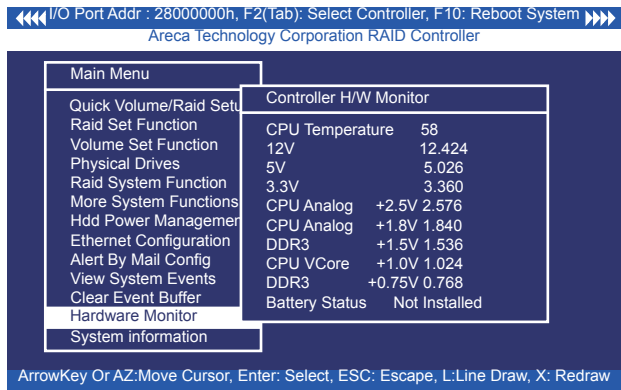 I/O Port Addr : 28000000h, F2(Tab): Select Controller, F10: Reboot System
Areca Technology Corporation RAID Controller
Main Menu
Quick Volume/Raid Setu
Raid Set Function
Volume Set Function
Physical Drives
Raid System Function
More System Functions
Hdd Power Managemen
Ethernet Configuration
Alert By Mail Config
View System Events
Clear Event Buffer
Hardware Monitor
System information
Controller H/W Monitor
CPU Temperature 58
12V 12.424
5V 5.026
3.3V 3.360
CPU Analog +2.5V 2.576
CPU Analog +1.8V 1.840
DDR3 +1.5V 1.536
CPU VCore +1.0V 1.024
DDR3 +0.75V 0.768
Battery Status Not Installed
ArrowKey Or AZ:Move Cursor, Enter: Select, ESC: Escape, L:Line Draw, X: Redraw